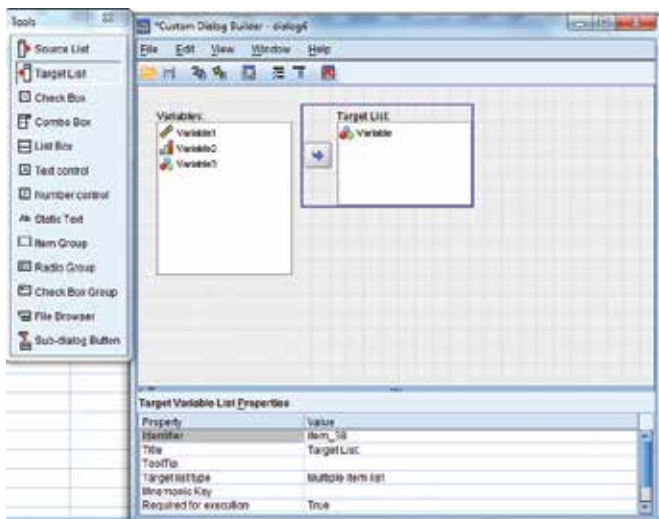 Tools
Source List
Target List
Check Box
Combo Box
List Box
Text control
Number control
Static Text
Item Group
Radio Group
Check Box Group
File Browser
Sub-dialog Button
*Custom Dialog Builder - dialog6
File Edit View Window Help
Variables:
Variable1
Variable2
Variable3
Target List:
Variable
Target Variable List Properties
Property Value
Identifier item_18
Title Target List:
ToolTip
Target list type Multiple item list
Mnemonic Key
Required for execution True